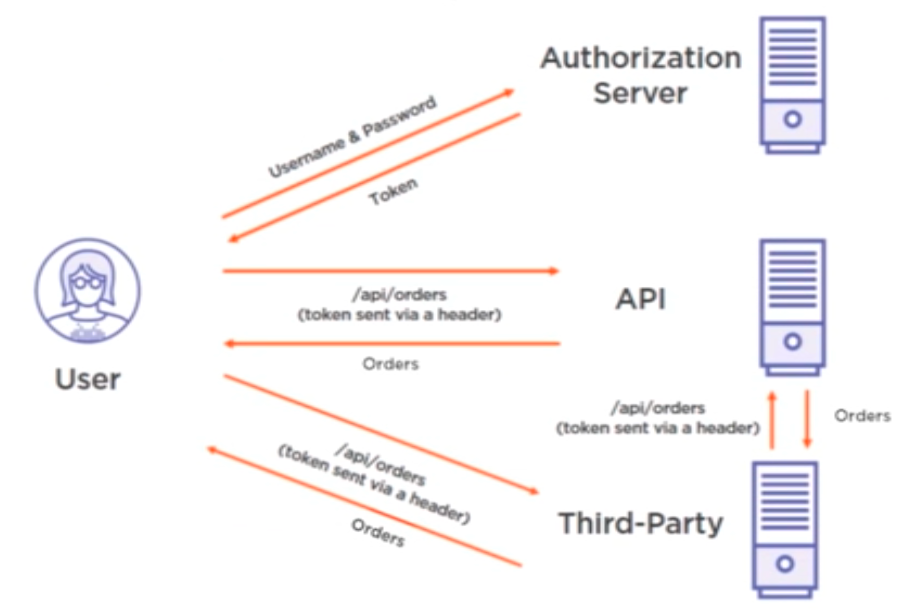 Authorization
Server
Username & Password
Token
/api/orders
(token sent via a header)
API
Orders
User
/api/orders
(token sent via a header)
Orders
/api/orders
(token sent via a header)
Orders
Third-Party